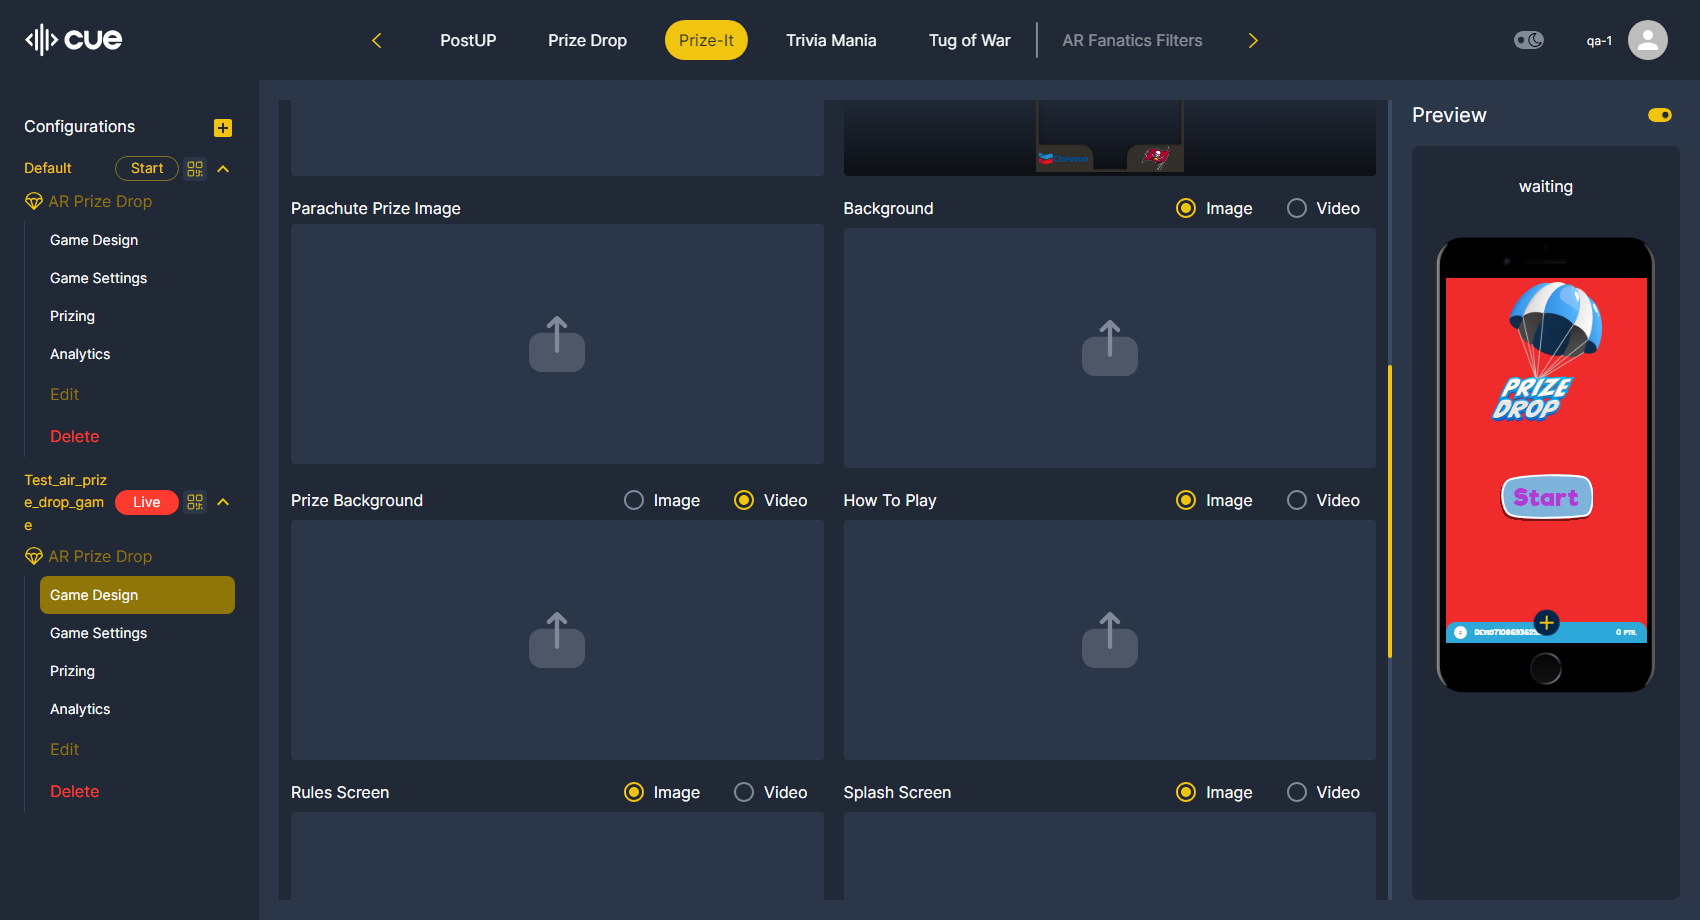 cue
PostUP
Prize Drop
Prize-It
Trivia Mania
Tug of War
AR Fanatics Filters
qa-1
Configurations
Default
Start
AR Prize Drop
Game Design
Game Settings
Prizing
Analytics
Edit
Delete
Test_air_priz
e_drop_gam
e
Live
AR Prize Drop
Game Design
Game Settings
Prizing
Analytics
Edit
Delete
Chevron
Parachute Prize Image
Background
Image
Video
Prize Background
Image
Video
How To Play
Image
Video
Rules Screen
Image
Video
Splash Screen
Image
Video
Preview
waiting
PRIZE
DROP
Start
0 PTS.